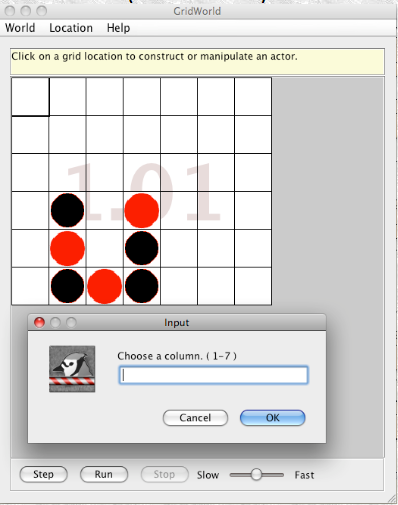 GridWorld
World Location Help
Click on a grid location to construct or manipulate an actor.
1.01
Input
Choose a column. ( 1-7 )
Cancel OK
Step Run Stop Slow Fast